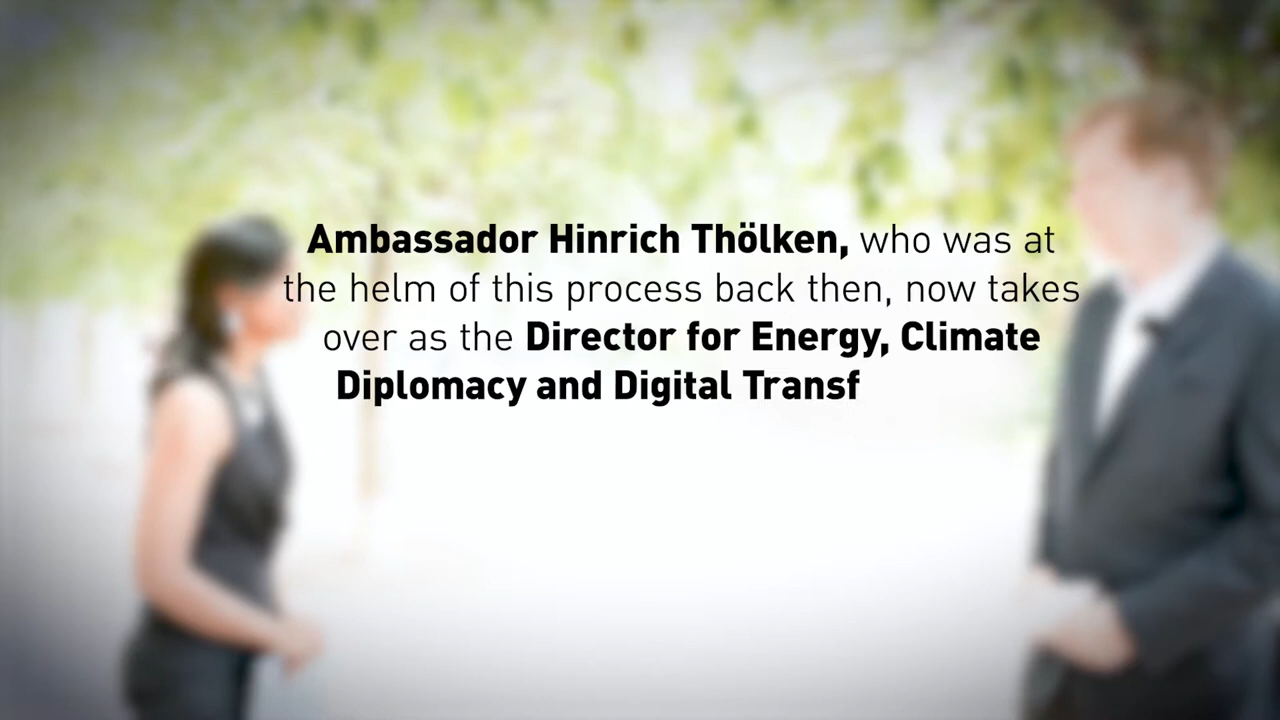 Ambassador Hinrich Thölken, who was at
the helm of this process back then, now takes
over as the Director for Energy, Climate
Diplomacy and Digital Transf